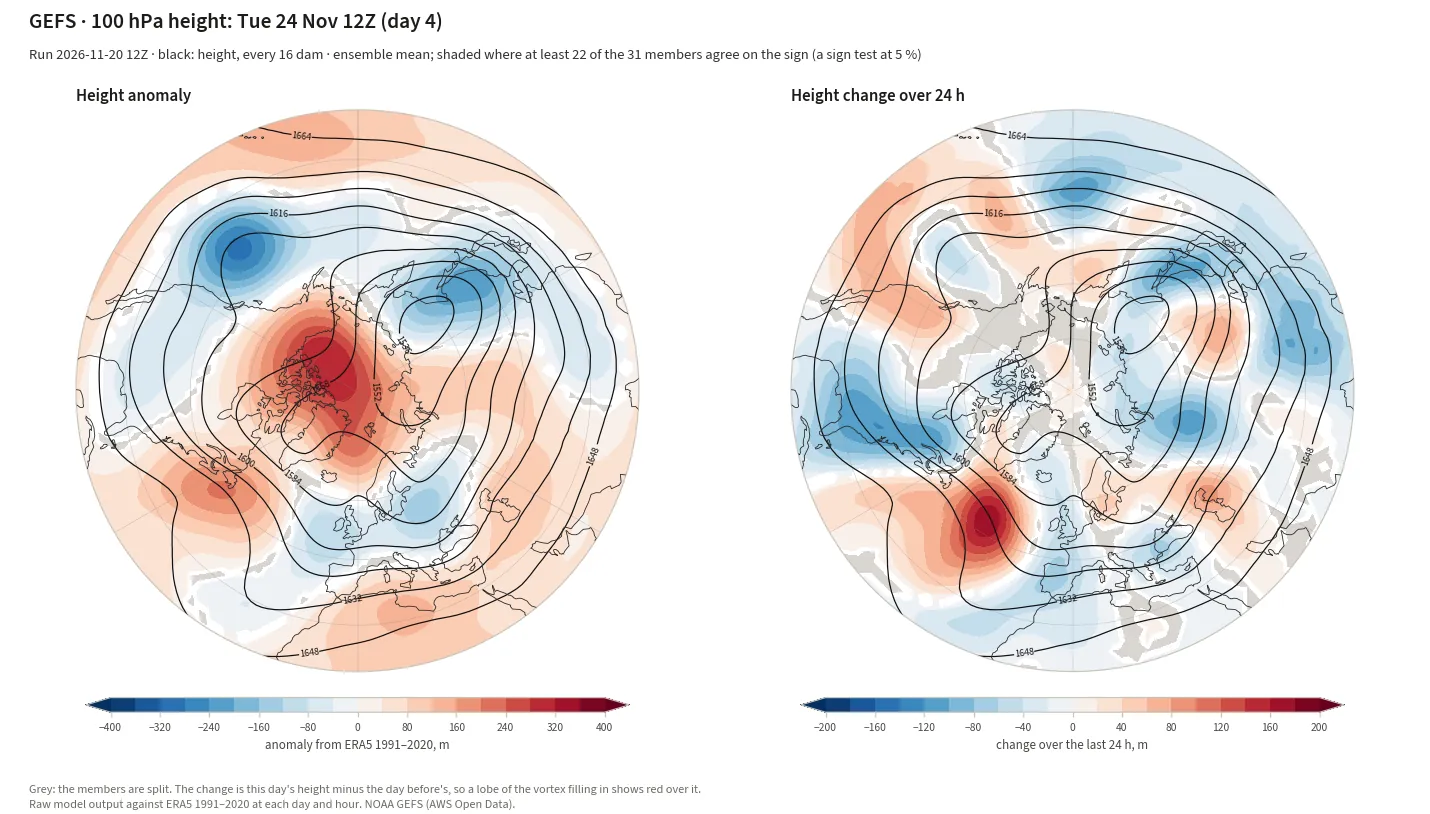 GEFS · 100 hPa height: Tue 24 Nov 12Z (day 4)
Run 2026-11-20 12Z · black: height, every 16 dam · ensemble mean; shaded where at least 22 of the 31 members agree on the sign (a sign test at 5 %)
Height anomaly
Height change over 24 h
1664
1616
1552
1600
1584
1648
1632
1648
1664
1616
1552
1600
1584
1648
1632
1648
−400 −320 −240 −160 −80 0 80 160 240 320 400
anomaly from ERA5 1991–2020, m
−200 −160 −120 −80 −40 0 40 80 120 160 200
change over the last 24 h, m
Grey: the members are split. The change is this day's height minus the day before's, so a lobe of the vortex filling in shows red over it.
Raw model output against ERA5 1991–2020 at each day and hour. NOAA GEFS (AWS Open Data).